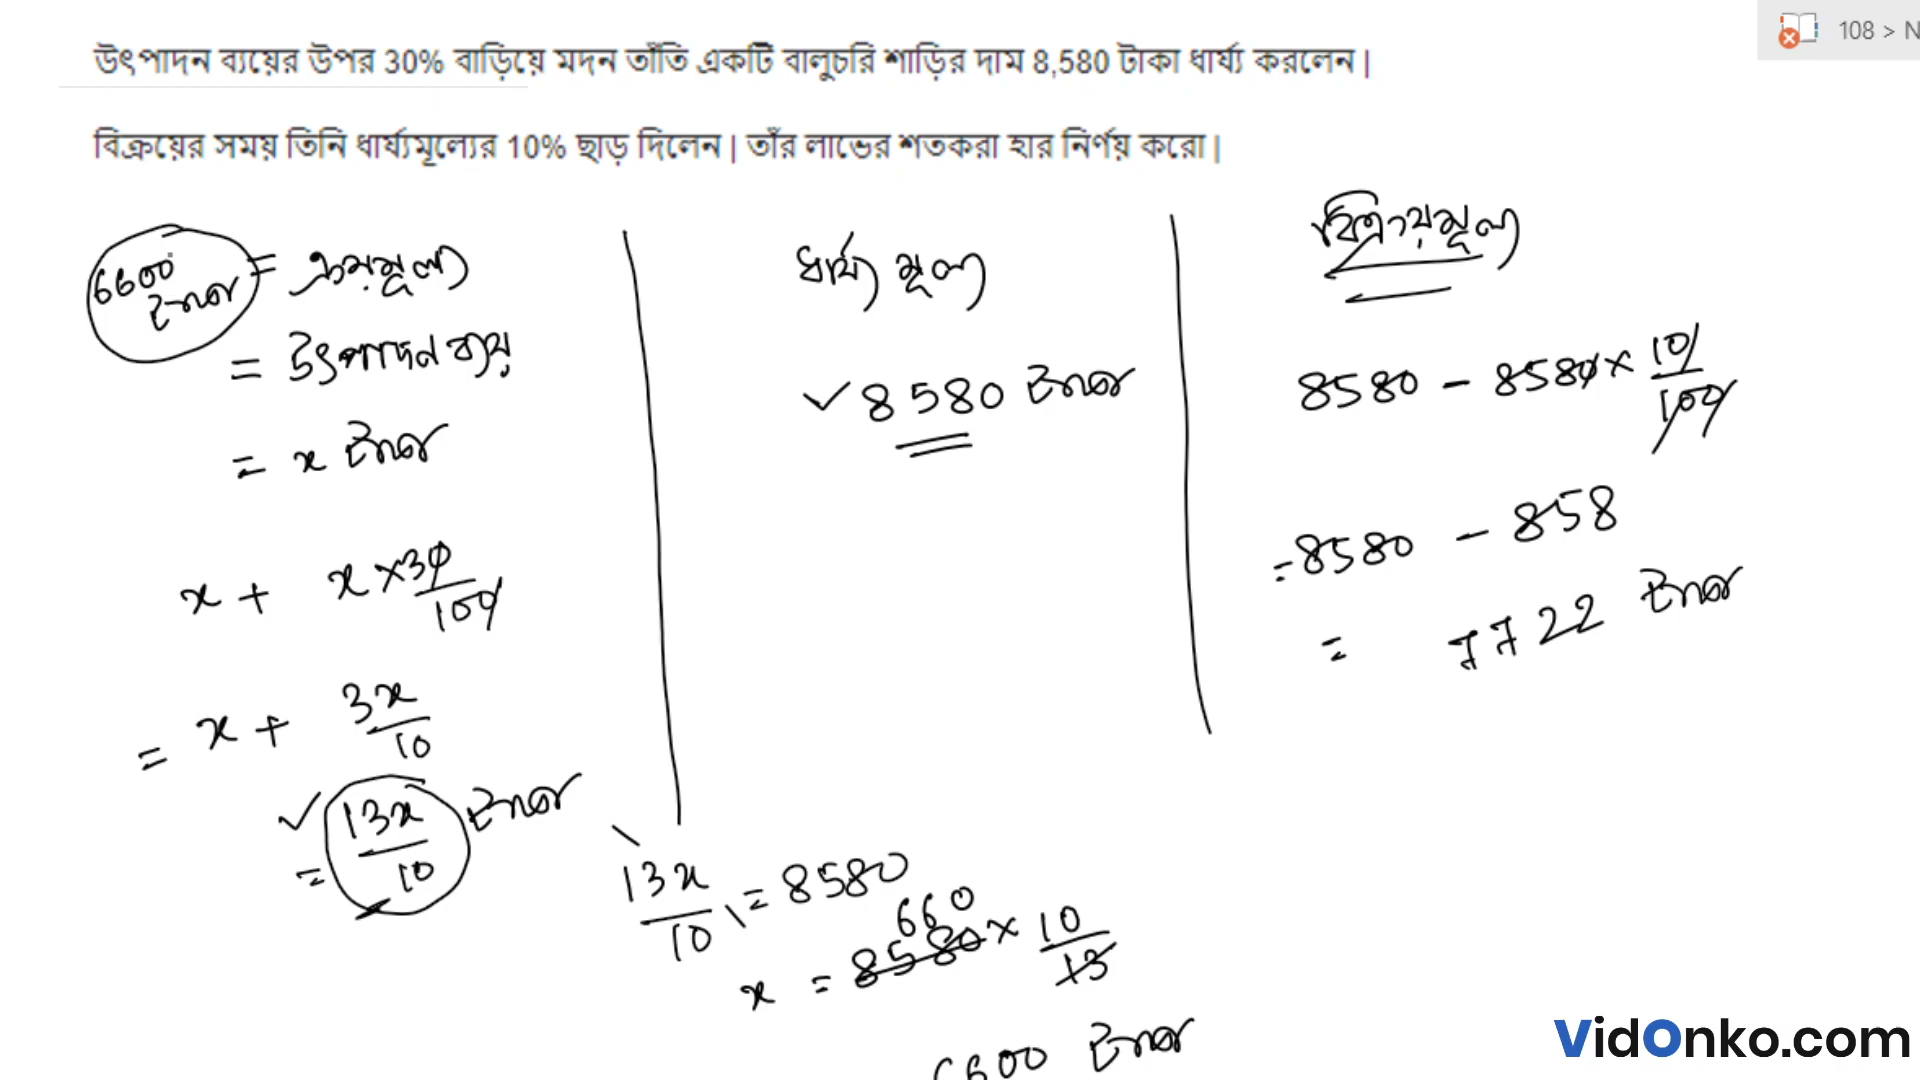 108 > N
উৎপাদন ব্যয়ের উপর 30% বাড়িয়ে মদন তাঁতি একটি বালুচরি শাড়ির দাম 8,580 টাকা ধার্য্য করলেন|
বিক্রয়ের সময় তিনি ধার্য্যমূল্যের 10% ছাড় দিলেন| তাঁর লাভের শতকরা হার নির্ণয় করো|
6600 টাকা = ক্রয়মূল্য
= উৎপাদন ব্যয়
= x টাকা
x + x × 30/100
= x + 3x/10
= 13x/10 টাকা
ধার্য্য মূল্য
8580 টাকা
13x/10 = 8580
660
x = 8580 × 10/13
6600 টাকা
বিক্রয়মূল্য
8580 - 8580 × 10/100
= 8580 - 858
= 7722 টাকা
VidOnko.com